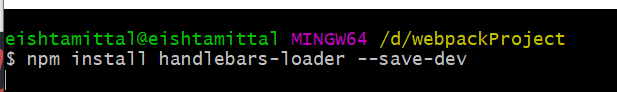 eishtamittal@eishtamittal MINGW64 /d/webpackProject
$ npm install handlebars-loader --save-dev